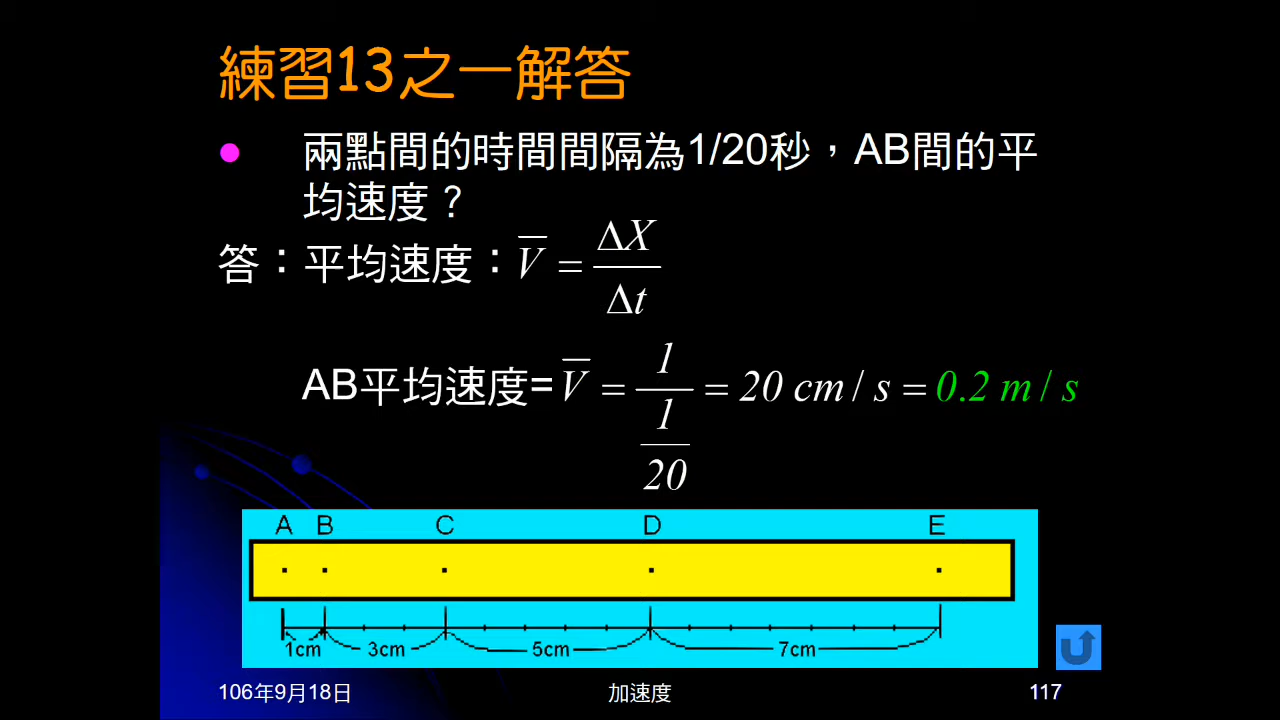 練習13之一解答
● 兩點間的時間間隔為1/20秒，AB間的平
均速度？
答：平均速度：V̅ = ΔX / Δt
AB平均速度= V̅ = 1 / (1/20) = 20 cm / s = 0.2 m / s
A B C D E
1cm 3cm 5cm 7cm
106年9月18日 加速度 117